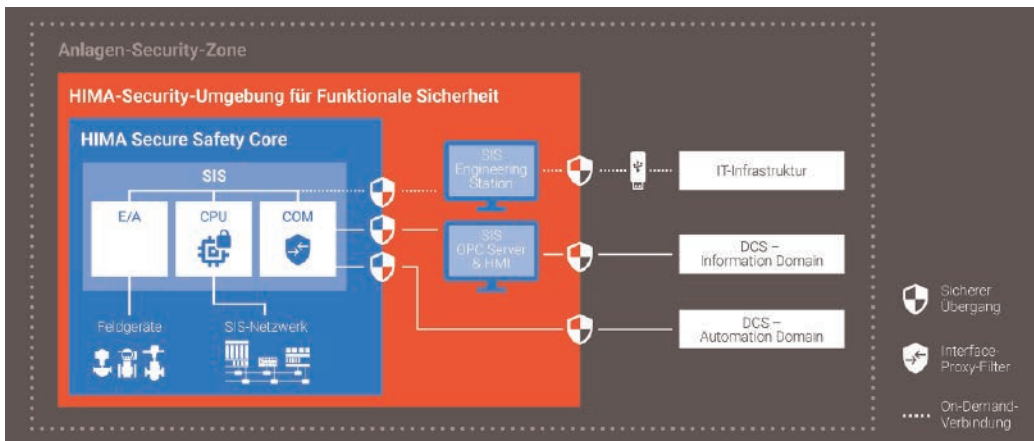 Anlagen-Security-Zone
HIMA-Security-Umgebung für Funktionale Sicherheit
HIMA Secure Safety Core
SIS
E/A
CPU
COM
Feldgeräte
SIS-Netzwerk
SIS
Engineering
Station
SIS
OPC Server
& HMI
IT-Infrastruktur
DCS –
Information Domain
DCS –
Automation Domain
Sicherer
Übergang
Interface-
Proxy-Filter
On-Demand-
Verbindung